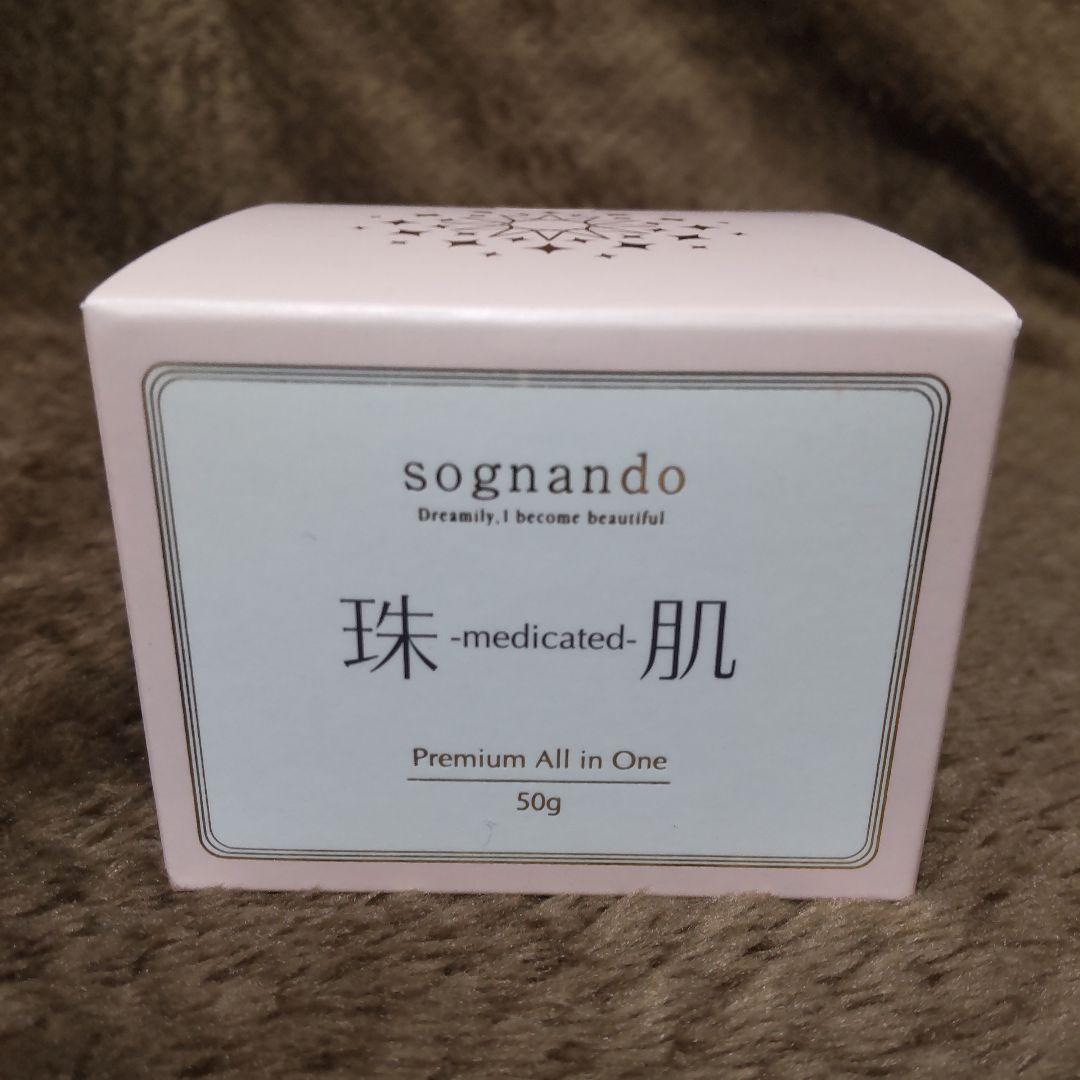 sognando
Dreamily,I become beautiful
珠 -medicated- 肌
Premium All in One
50g